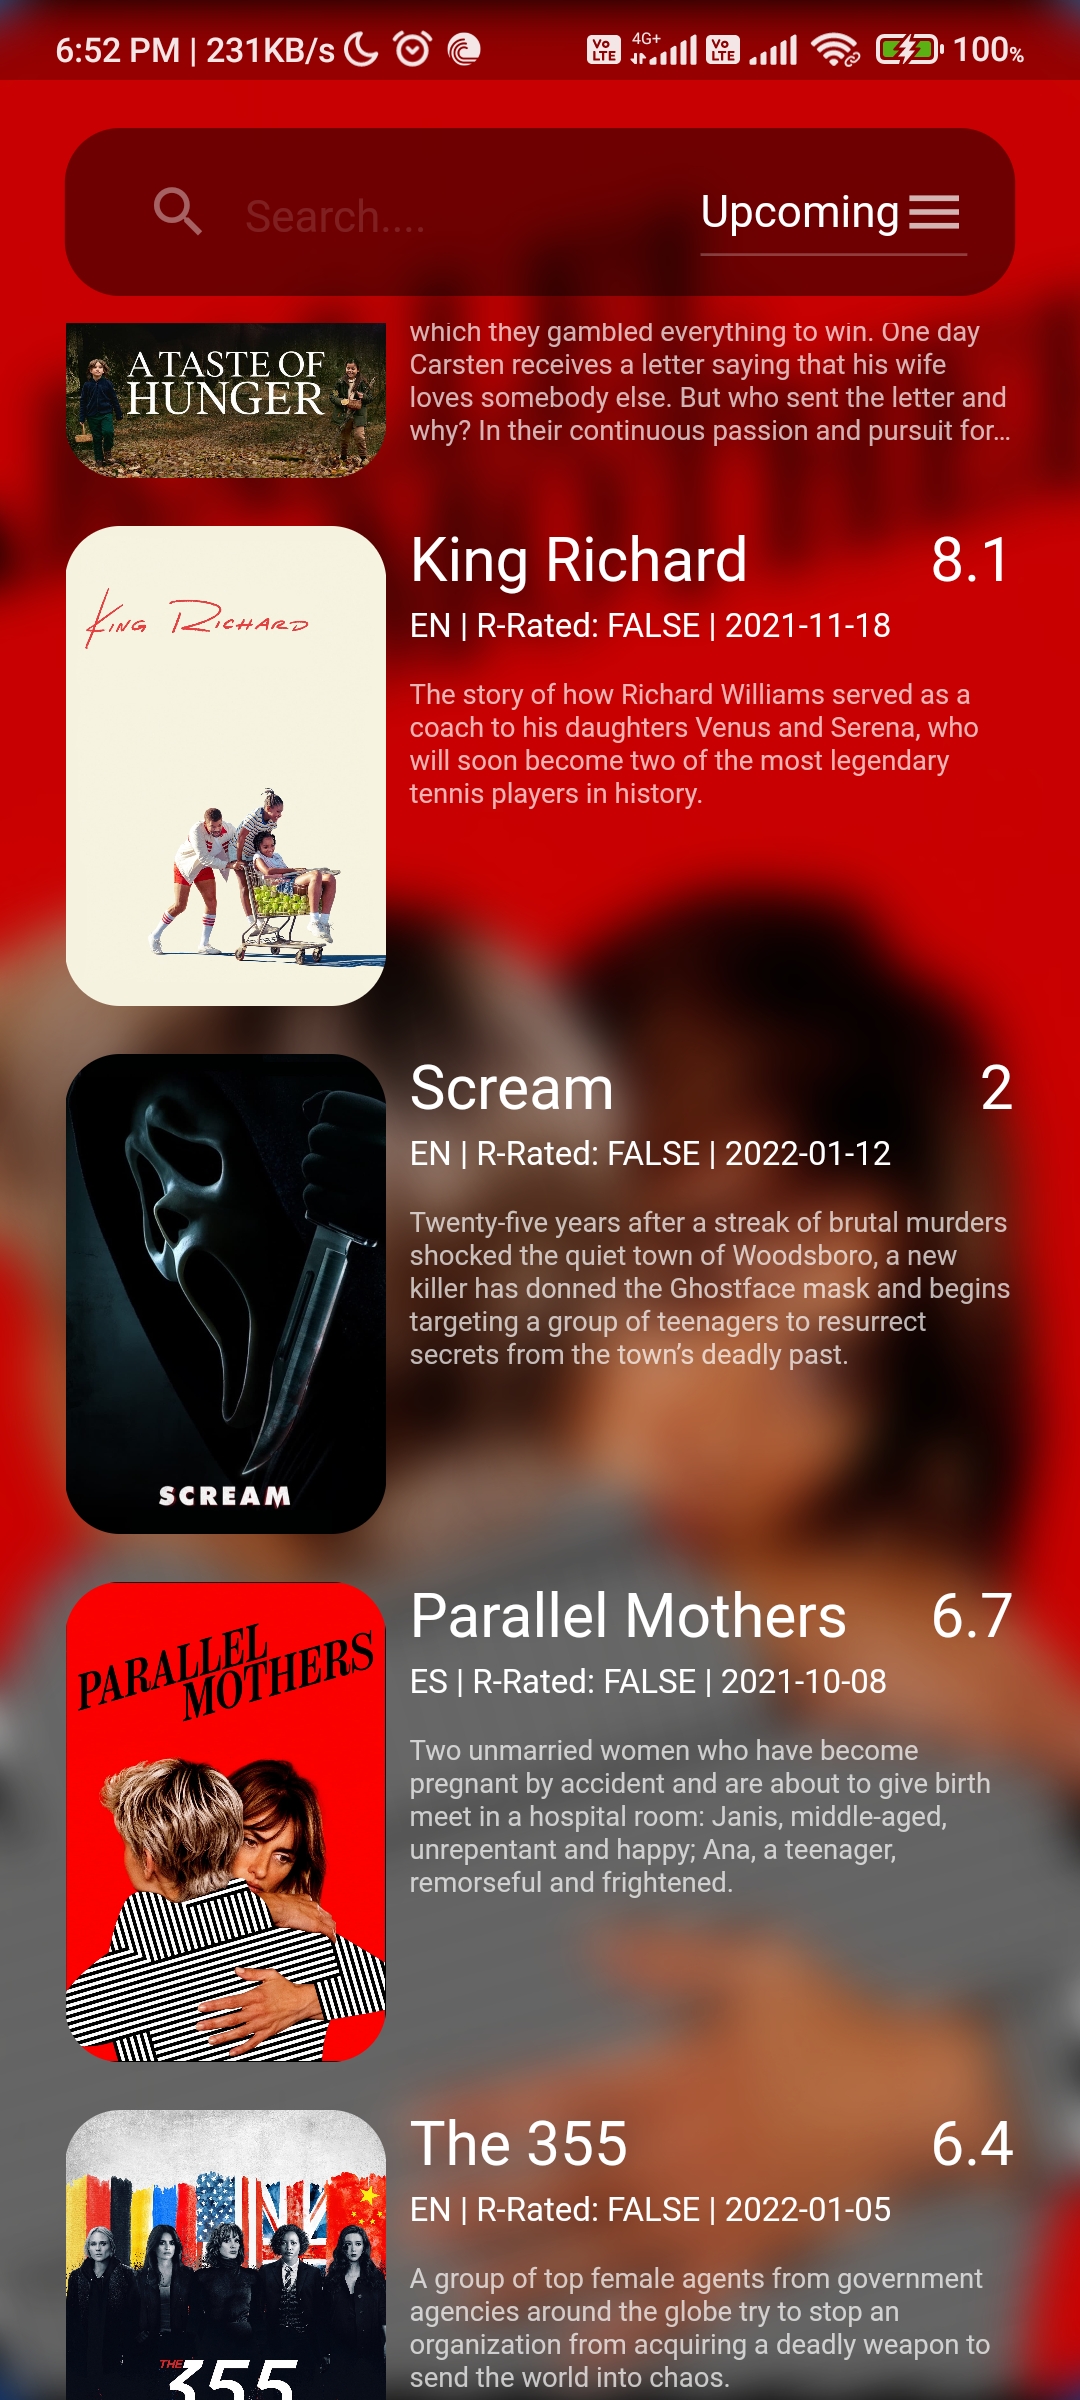 6:52 PM | 231KB/s
Vo LTE 4G+ Vo LTE 100%
Search....
Upcoming
A TASTE OF
HUNGER
which they gambled everything to win. One day
Carsten receives a letter saying that his wife
loves somebody else. But who sent the letter and
why? In their continuous passion and pursuit for...
KING RICHARD
King Richard 8.1
EN | R-Rated: FALSE | 2021-11-18
The story of how Richard Williams served as a
coach to his daughters Venus and Serena, who
will soon become two of the most legendary
tennis players in history.
SCREAM
Scream 2
EN | R-Rated: FALSE | 2022-01-12
Twenty-five years after a streak of brutal murders
shocked the quiet town of Woodsboro, a new
killer has donned the Ghostface mask and begins
targeting a group of teenagers to resurrect
secrets from the town’s deadly past.
PARALLEL
MOTHERS
Parallel Mothers 6.7
ES | R-Rated: FALSE | 2021-10-08
Two unmarried women who have become
pregnant by accident and are about to give birth
meet in a hospital room: Janis, middle-aged,
unrepentant and happy; Ana, a teenager,
remorseful and frightened.
THE 355
The 355 6.4
EN | R-Rated: FALSE | 2022-01-05
A group of top female agents from government
agencies around the globe try to stop an
organization from acquiring a deadly weapon to
send the world into chaos.